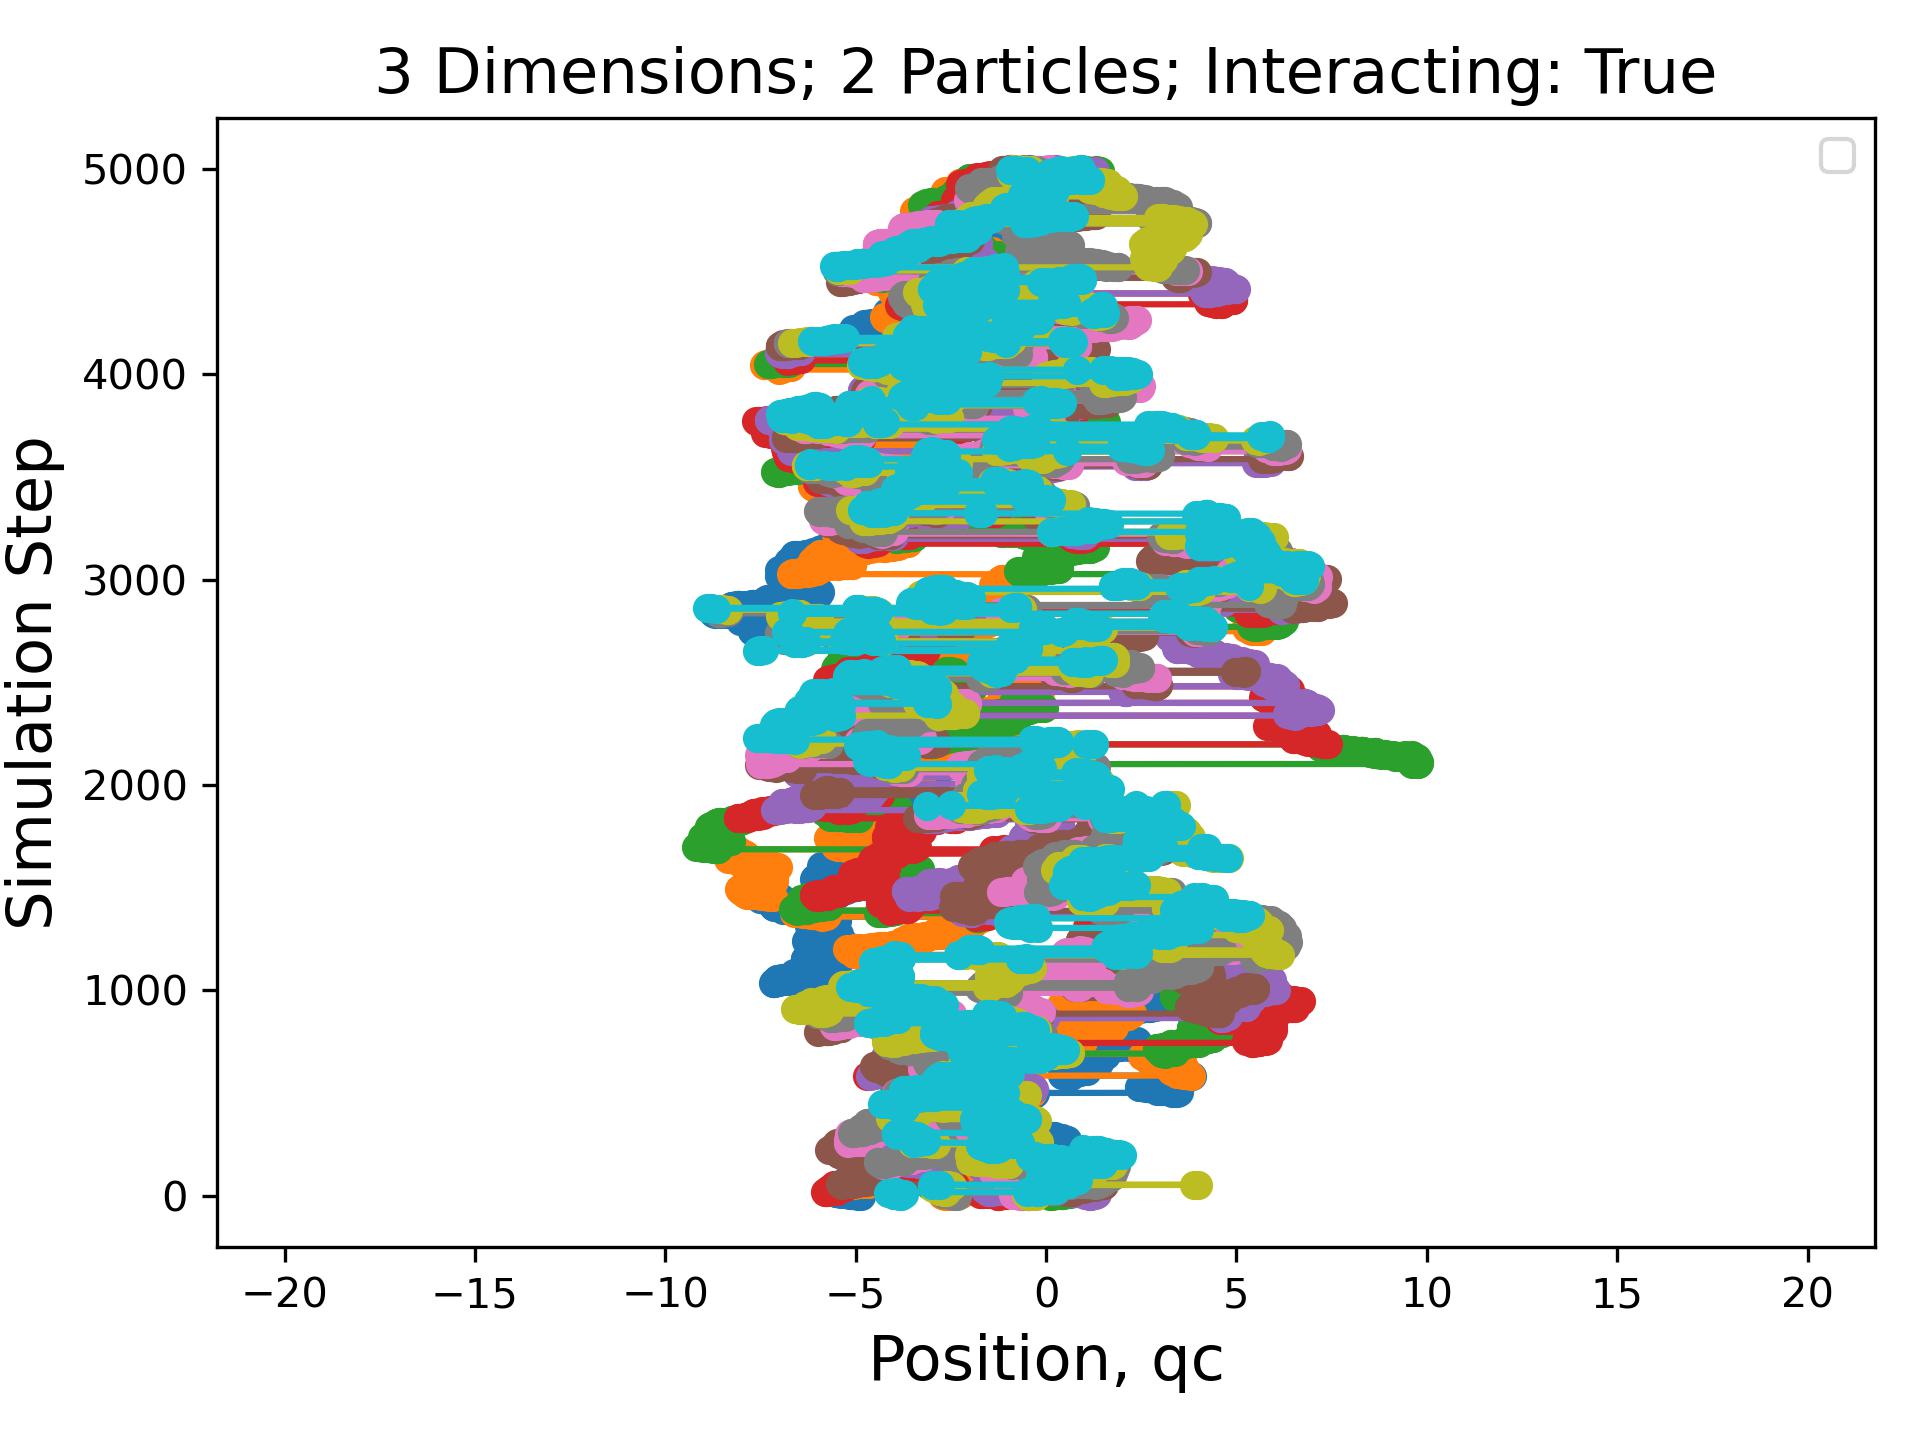 3 Dimensions; 2 Particles; Interacting: True
Simulation Step
5000
4000
3000
2000
1000
0
−20 −15 −10 −5 0 5 10 15 20
Position, qc